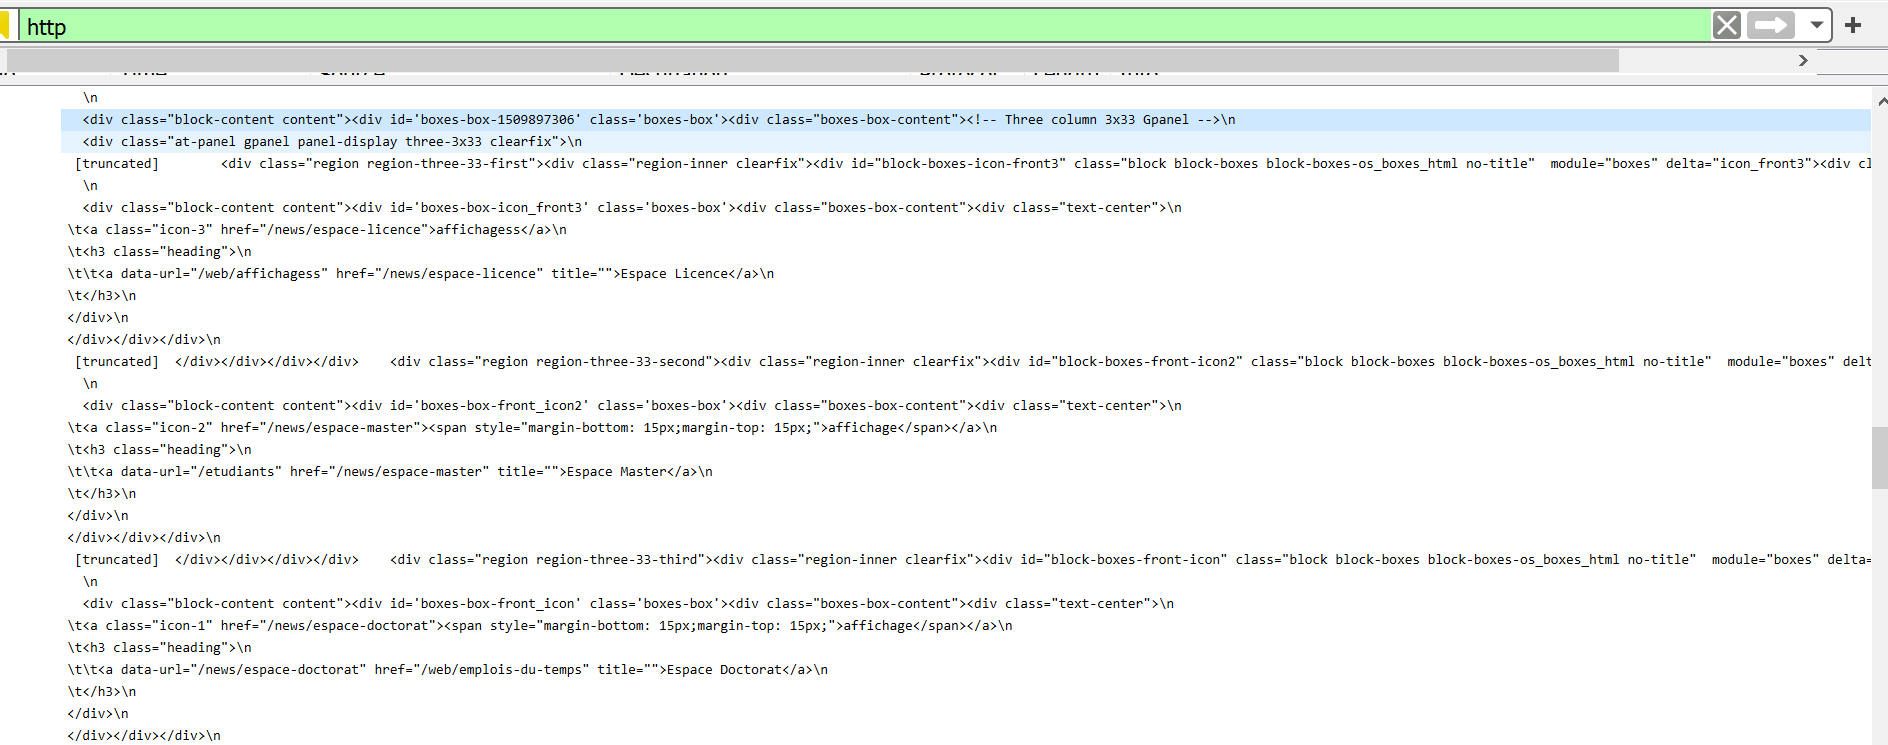 http
\n
<div class="block-content content"><div id='boxes-box-1509897306' class='boxes-box'><div class="boxes-box-content"><!-- Three column 3x33 Gpanel -->\n
<div class="at-panel gpanel panel-display three-3x33 clearfix">\n
[truncated]        <div class="region region-three-33-first"><div class="region-inner clearfix"><div id="block-boxes-icon-front3" class="block block-boxes block-boxes-os_boxes_html no-title"  module="boxes" delta="icon_front3"><div cl
\n
<div class="block-content content"><div id='boxes-box-icon_front3' class='boxes-box'><div class="boxes-box-content"><div class="text-center">\n
\t<a class="icon-3" href="/news/espace-licence">affichagess</a>\n
\t<h3 class="heading">\n
\t\t<a data-url="/web/affichagess" href="/news/espace-licence" title="">Espace Licence</a>\n
\t</h3>\n
</div>\n
</div></div></div>\n
[truncated]  </div></div></div></div>    <div class="region region-three-33-second"><div class="region-inner clearfix"><div id="block-boxes-front-icon2" class="block block-boxes block-boxes-os_boxes_html no-title"  module="boxes" delt
\n
<div class="block-content content"><div id='boxes-box-front_icon2' class='boxes-box'><div class="boxes-box-content"><div class="text-center">\n
\t<a class="icon-2" href="/news/espace-master"><span style="margin-bottom: 15px;margin-top: 15px;">affichage</span></a>\n
\t<h3 class="heading">\n
\t\t<a data-url="/etudiants" href="/news/espace-master" title="">Espace Master</a>\n
\t</h3>\n
</div>\n
</div></div></div>\n
[truncated]  </div></div></div></div>    <div class="region region-three-33-third"><div class="region-inner clearfix"><div id="block-boxes-front-icon" class="block block-boxes block-boxes-os_boxes_html no-title"  module="boxes" delta=
\n
<div class="block-content content"><div id='boxes-box-front_icon' class='boxes-box'><div class="boxes-box-content"><div class="text-center">\n
\t<a class="icon-1" href="/news/espace-doctorat"><span style="margin-bottom: 15px;margin-top: 15px;">affichage</span></a>\n
\t<h3 class="heading">\n
\t\t<a data-url="/news/espace-doctorat" href="/web/emplois-du-temps" title="">Espace Doctorat</a>\n
\t</h3>\n
</div>\n
</div></div></div>\n